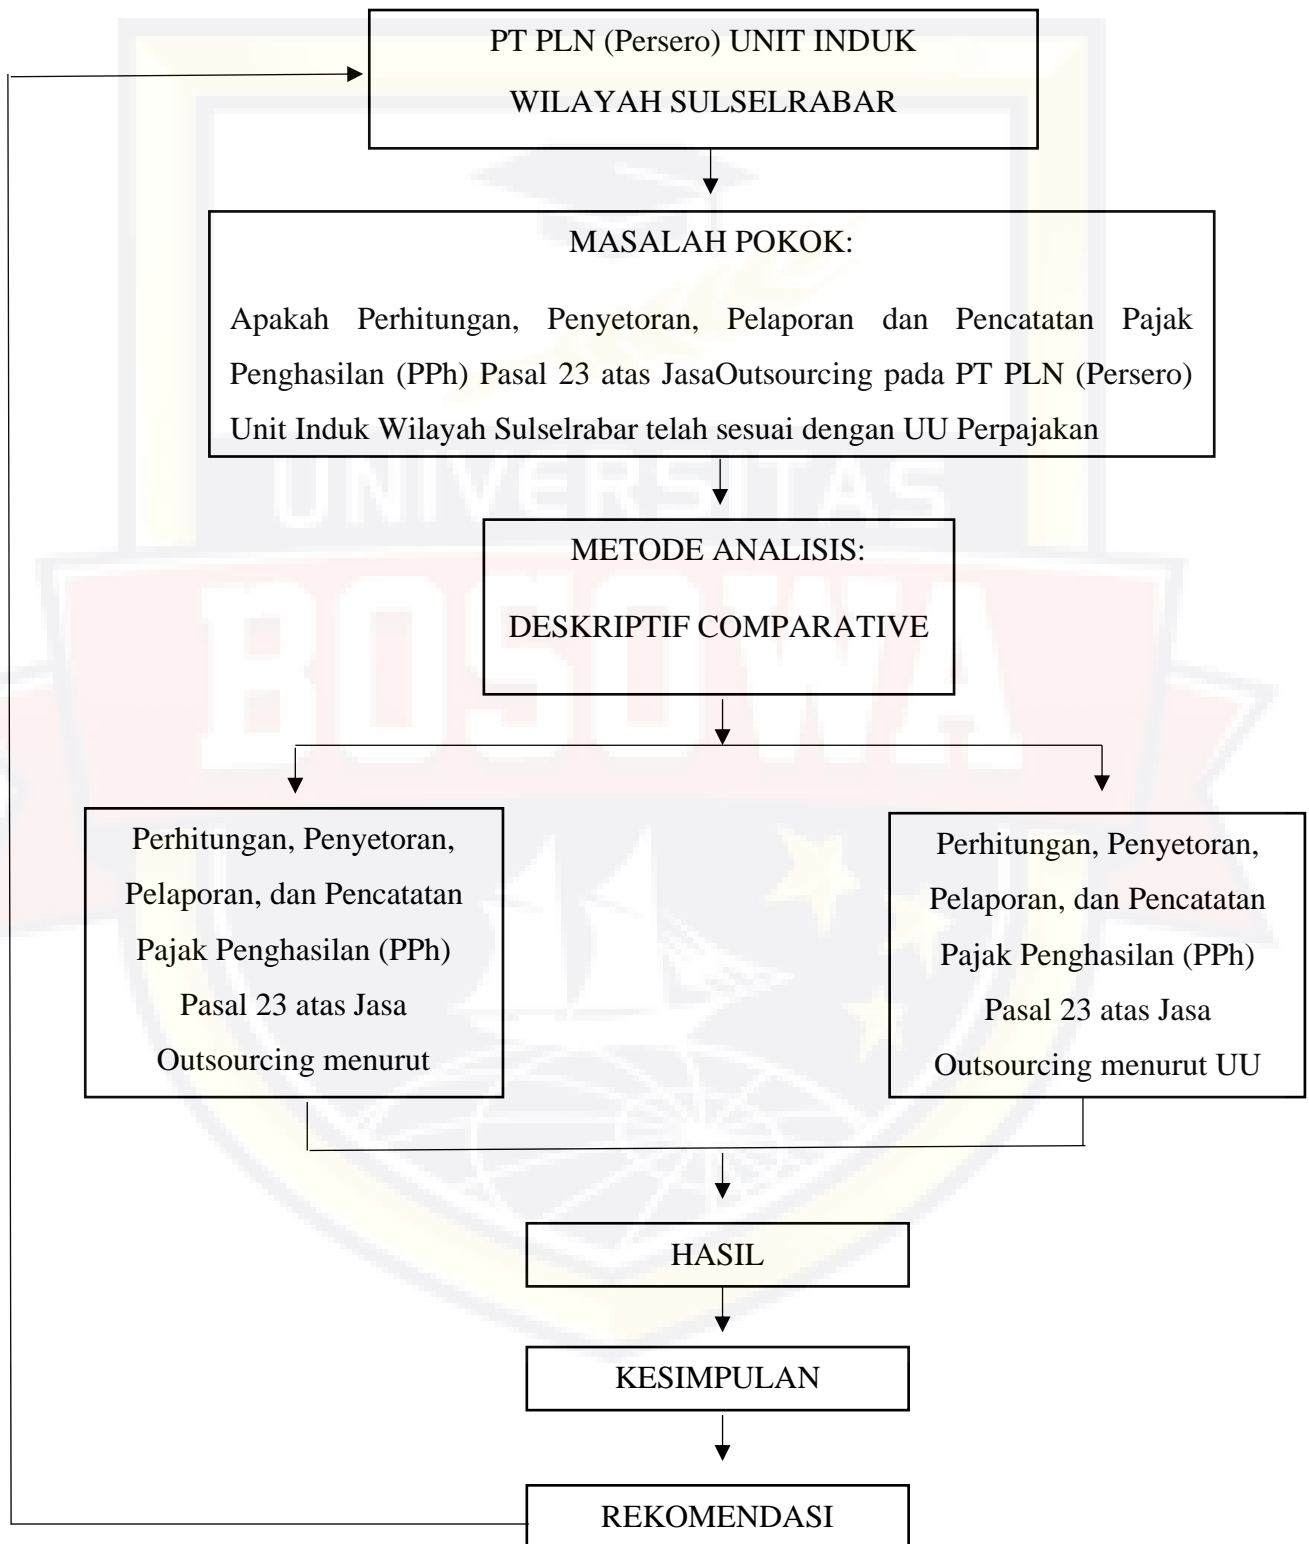 PT PLN (Persero) UNIT INDUK
WILAYAH SULSELRABAR
MASALAH POKOK:
Apakah Perhitungan, Penyetoran, Pelaporan dan Pencatatan Pajak
Penghasilan (PPh) Pasal 23 atas JasaOutsourcing pada PT PLN (Persero)
Unit Induk Wilayah Sulselrabar telah sesuai dengan UU Perpajakan
UNIVERSITAS
BOSOWA
METODE ANALISIS:
DESKRIPTIF COMPARATIVE
Perhitungan, Penyetoran,
Pelaporan, dan Pencatatan
Pajak Penghasilan (PPh)
Pasal 23 atas Jasa
Outsourcing menurut
Perhitungan, Penyetoran,
Pelaporan, dan Pencatatan
Pajak Penghasilan (PPh)
Pasal 23 atas Jasa
Outsourcing menurut UU
HASIL
KESIMPULAN
REKOMENDASI